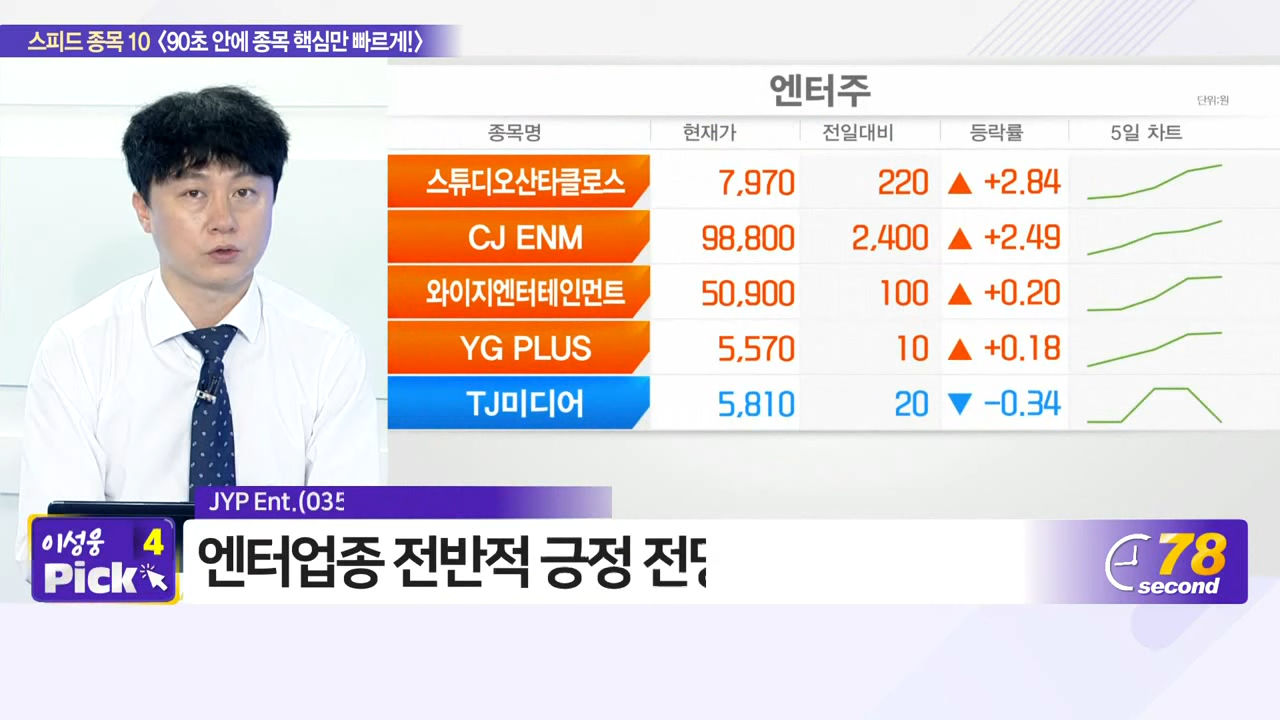 스피드 종목 10 〈90초 안에 종목 핵심만 빠르게!〉
엔터주
단위:원
종목명 현재가 전일대비 등락률 5일 차트
스튜디오산타클로스 7,970 220 ▲ +2.84
CJ ENM 98,800 2,400 ▲ +2.49
와이지엔터테인먼트 50,900 100 ▲ +0.20
YG PLUS 5,570 10 ▲ +0.18
TJ미디어 5,810 20 ▼ -0.34
JYP Ent.(035
이성웅 4
Pick
엔터업종 전반적 긍정
78
second